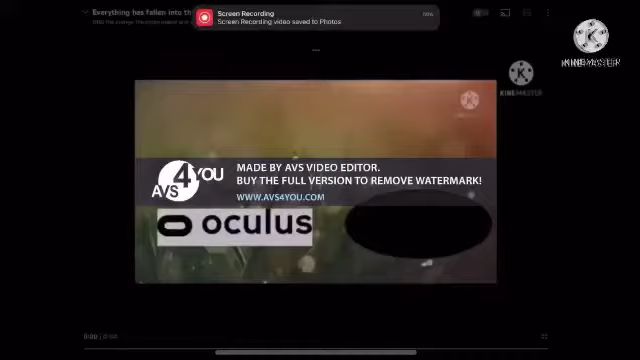 Everything has fallen into th
Screen Recording
now
Screen Recording video saved to Photos
KINEMASTER
KINEMASTER
AVS4YOU
MADE BY AVS VIDEO EDITOR.
BUY THE FULL VERSION TO REMOVE WATERMARK!
WWW.AVS4YOU.COM
oculus